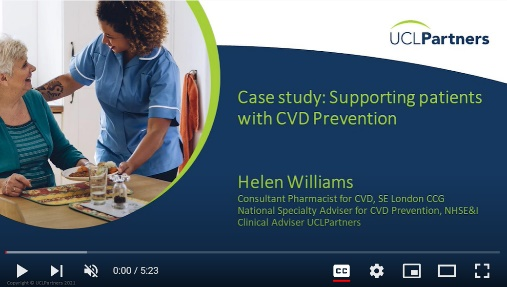 UCLPartners
Case study: Supporting patients
with CVD Prevention
Helen Williams
Consultant Pharmacist for CVD, SE London CCG
National Specialty Adviser for CVD Prevention, NHSE&I
Clinical Adviser UCLPartners
0:00 / 5:23
CC
Copyright © UCLPartners 2021